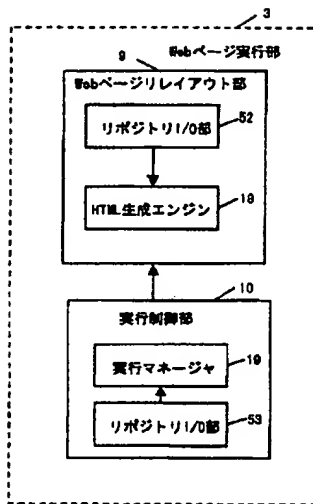 3
Webページ実行部
9
Webページリレイアウト部
リポジトリI/O部
52
HTML生成エンジン
18
10
実行制御部
実行マネージャ
19
リポジトリI/O部
53